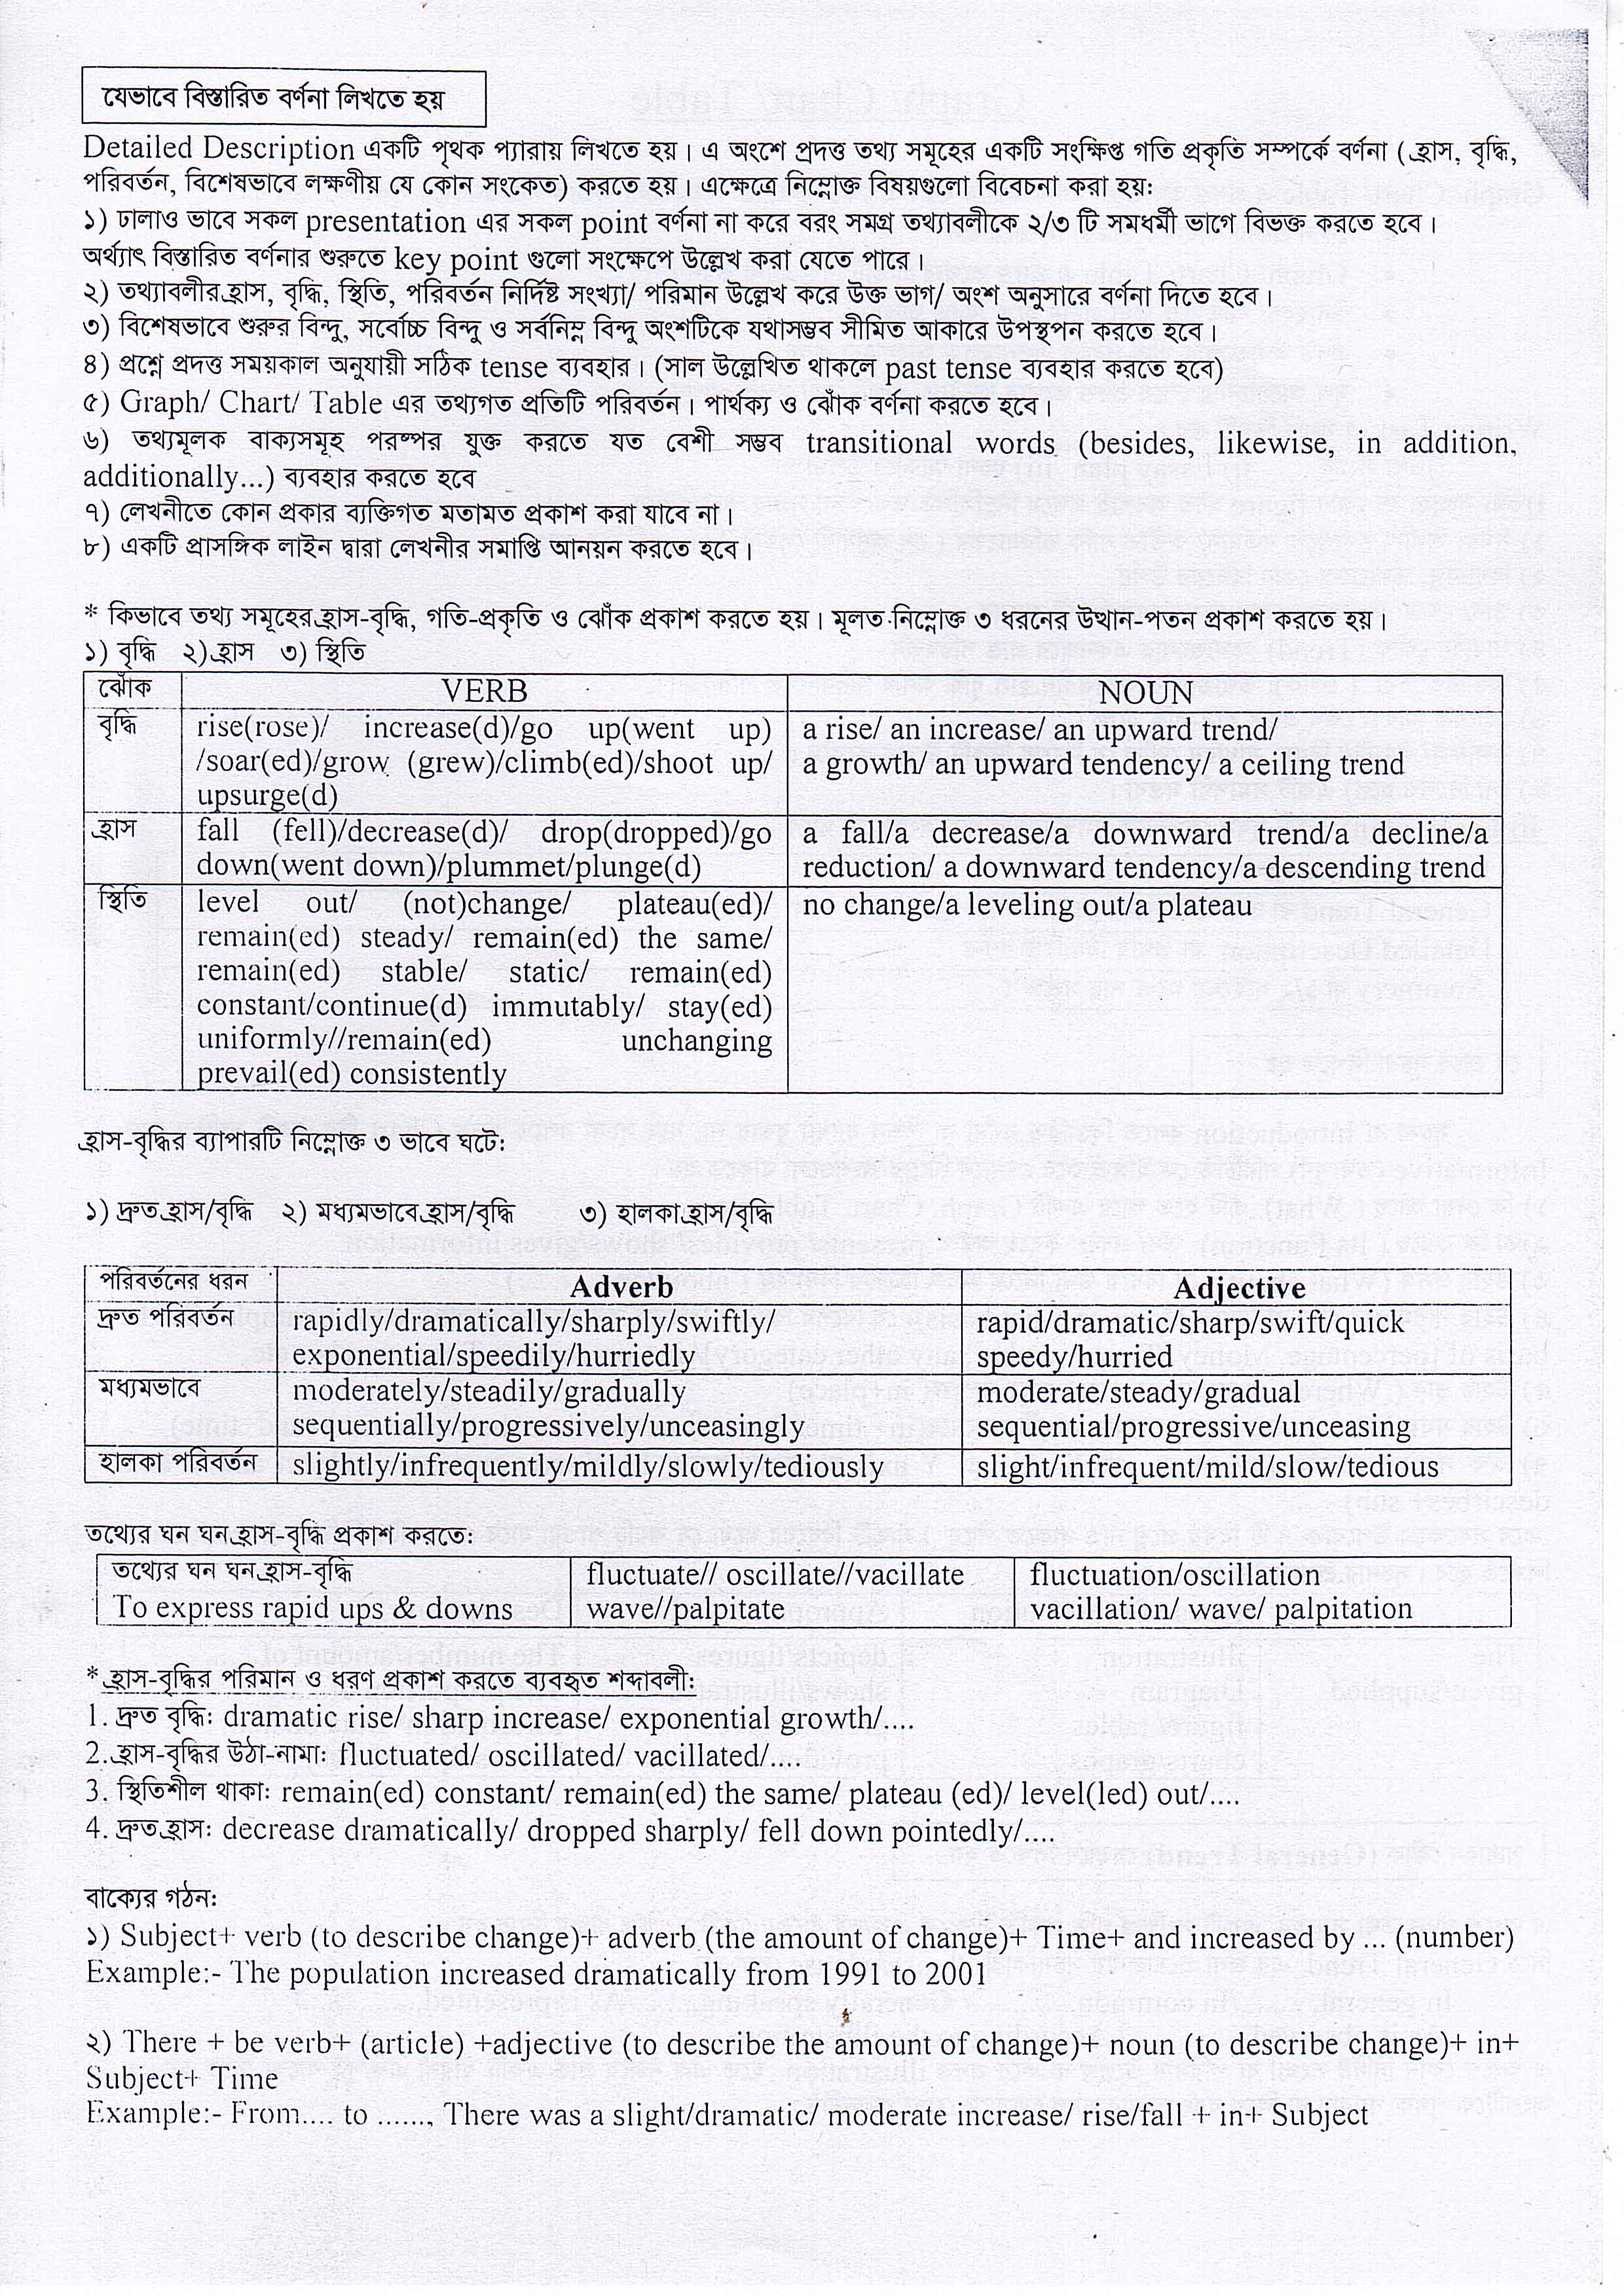 যেভাবে বিস্তারিত বর্ণনা লিখতে হয়
Detailed Description একটি পৃথক প্যারায় লিখতে হয়। এ অংশে প্রদত্ত তথ্য সমূহের একটি সংক্ষিপ্ত গতি প্রকৃতি সম্পর্কে বর্ণনা ( হ্রাস, বৃদ্ধি,
পরিবর্তন, বিশেষভাবে লক্ষণীয় যে কোন সংকেত) করতে হয়। এক্ষেত্রে নিম্নোক্ত বিষয়গুলো বিবেচনা করা হয়:
১) ঢালাও ভাবে সকল presentation এর সকল point বর্ণনা না করে বরং সমগ্র তথ্যাবলীকে ২/৩ টি সমধর্মী ভাগে বিভক্ত করতে হবে।
অর্থ্যাৎ বিস্তারিত বর্ণনার শুরুতে key point গুলো সংক্ষেপে উল্লেখ করা যেতে পারে।
২) তথ্যাবলীর হ্রাস, বৃদ্ধি, স্থিতি, পরিবর্তন নির্দিষ্ট সংখ্যা/ পরিমান উল্লেখ করে উক্ত ভাগ/ অংশ অনুসারে বর্ণনা দিতে হবে।
৩) বিশেষভাবে শুরুর বিন্দু, সর্বোচ্চ বিন্দু ও সর্বনিম্ন বিন্দু অংশটিকে যথাসম্ভব সীমিত আকারে উপস্থপন করতে হবে।
৪) প্রশ্নে প্রদত্ত সময়কাল অনুযায়ী সঠিক tense ব্যবহার। (সাল উল্লেখিত থাকলে past tense ব্যবহার করতে হবে)
৫) Graph/ Chart/ Table এর তথ্যগত প্রতিটি পরিবর্তন। পার্থক্য ও ঝোঁক বর্ণনা করতে হবে।
৬) তথ্যমূলক বাক্যসমূহ পরষ্পর যুক্ত করতে যত বেশী সম্ভব transitional words (besides, likewise, in addition,
additionally...) ব্যবহার করতে হবে
৭) লেখনীতে কোন প্রকার ব্যক্তিগত মতামত প্রকাশ করা যাবে না।
৮) একটি প্রাসঙ্গিক লাইন দ্বারা লেখনীর সমাপ্তি আনয়ন করতে হবে।
* কিভাবে তথ্য সমূহের হ্রাস-বৃদ্ধি, গতি-প্রকৃতি ও ঝোঁক প্রকাশ করতে হয়। মূলত নিম্নোক্ত ৩ ধরনের উত্থান-পতন প্রকাশ করতে হয়।
১) বৃদ্ধি ২) হ্রাস ৩) স্থিতি
ঝোঁক VERB NOUN
বৃদ্ধি rise(rose)/ increase(d)/go up(went up) a rise/ an increase/ an upward trend/
/soar(ed)/grow (grew)/climb(ed)/shoot up/ a growth/ an upward tendency/ a ceiling trend
upsurge(d)
হ্রাস fall (fell)/decrease(d)/ drop(dropped)/go a fall/a decrease/a downward trend/a decline/a
down(went down)/plummet/plunge(d) reduction/ a downward tendency/a descending trend
স্থিতি level out/ (not)change/ plateau(ed)/ no change/a leveling out/a plateau
remain(ed) steady/ remain(ed) the same/
remain(ed) stable/ static/ remain(ed)
constant/continue(d) immutably/ stay(ed)
uniformly//remain(ed) unchanging
prevail(ed) consistently
হ্রাস-বৃদ্ধির ব্যাপারটি নিম্নোক্ত ৩ ভাবে ঘটে:
১) দ্রুত হ্রাস/বৃদ্ধি ২) মধ্যমভাবে হ্রাস/বৃদ্ধি ৩) হালকা হ্রাস/বৃদ্ধি
পরিবর্তনের ধরন Adverb Adjective
দ্রুত পরিবর্তন rapidly/dramatically/sharply/swiftly/ rapid/dramatic/sharp/swift/quick
exponential/speedily/hurriedly speedy/hurried
মধ্যমভাবে moderately/steadily/gradually moderate/steady/gradual
sequentially/progressively/unceasingly sequential/progressive/unceasing
হালকা পরিবর্তন slightly/infrequently/mildly/slowly/tediously slight/infrequent/mild/slow/tedious
তথ্যের ঘন ঘন হ্রাস-বৃদ্ধি প্রকাশ করতে:
তথ্যের ঘন ঘন হ্রাস-বৃদ্ধি fluctuate// oscillate//vacillate fluctuation/oscillation
To express rapid ups & downs wave//palpitate vacillation/ wave/ palpitation
* হ্রাস-বৃদ্ধির পরিমান ও ধরণ প্রকাশ করতে ব্যবহৃত শব্দাবলী:
1. দ্রুত বৃদ্ধি: dramatic rise/ sharp increase/ exponential growth/....
2. হ্রাস-বৃদ্ধির উঠা-নামা: fluctuated/ oscillated/ vacillated/....
3. স্থিতিশীল থাকা: remain(ed) constant/ remain(ed) the same/ plateau (ed)/ level(led) out/....
4. দ্রুত হ্রাস: decrease dramatically/ dropped sharply/ fell down pointedly/....
বাক্যের গঠন:
১) Subject+ verb (to describe change)+ adverb (the amount of change)+ Time+ and increased by ... (number)
Example:- The population increased dramatically from 1991 to 2001
২) There + be verb+ (article) +adjective (to describe the amount of change)+ noun (to describe change)+ in+
Subject+ Time
Example:- From.... to ......, There was a slight/dramatic/ moderate increase/ rise/fall + in+ Subject